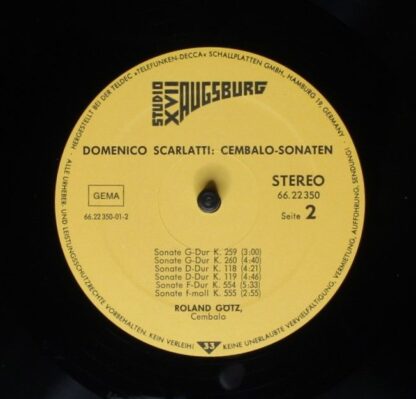 HERGESTELLT BEI DER TELDEC »TELEFUNKEN-DECCA« SCHALLPLATTEN GMBH., HAMBURG 19, GERMANY ·
STUDIO
XVII AUGSBURG
DOMENICO SCARLATTI: CEMBALO-SONATEN
GEMA
STEREO
66.22 350
66.22 350-01-2
Seite 2
Sonate G-Dur K. 259 (3:00)
Sonate G-Dur K. 260 (4:40)
Sonate D-Dur K. 118 (4:21)
Sonate D-Dur K. 119 (4:46)
Sonate F-Dur K. 554 (5:33)
Sonate f-moll K. 555 (2:55)
ROLAND GÖTZ,
Cembalo
· ALLE URHEBER- UND LEISTUNGSSCHUTZRECHTE VORBEHALTEN. KEIN VERLEIH!
33
KEINE UNERLAUBTE VERVIELFÄLTIGUNG, VERMIETUNG, AUFFÜHRUNG, SENDUNG!